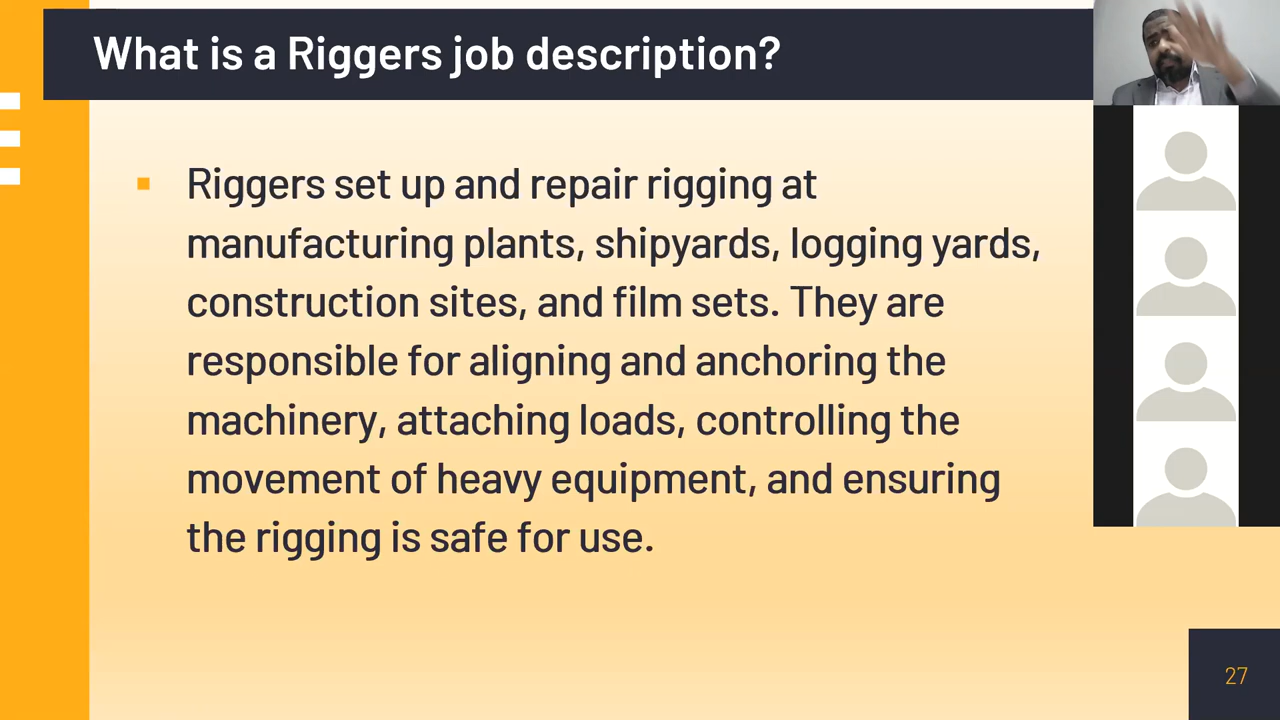 What is a Riggers job description?
Riggers set up and repair rigging at
manufacturing plants, shipyards, logging yards,
construction sites, and film sets. They are
responsible for aligning and anchoring the
machinery, attaching loads, controlling the
movement of heavy equipment, and ensuring
the rigging is safe for use.
27